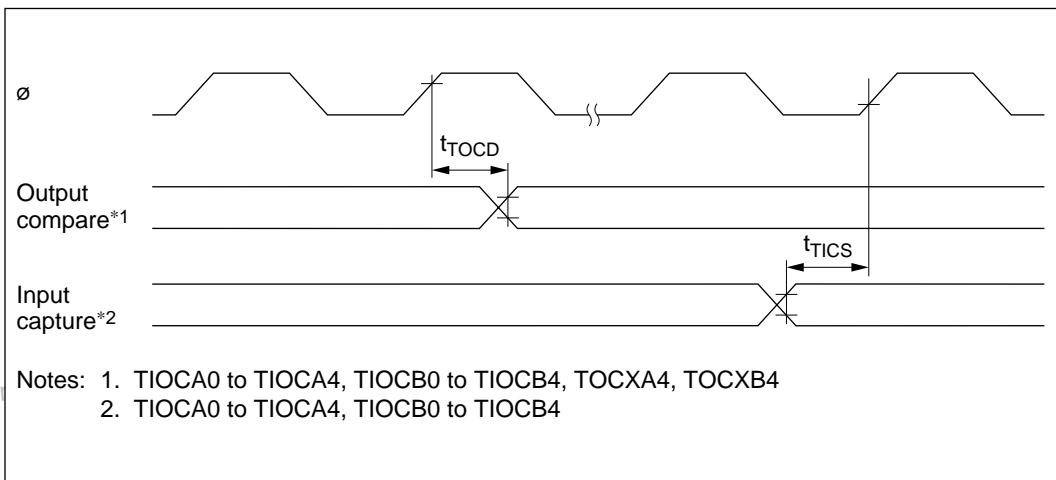 ø
tTOCD
Output
compare*1
tTICS
Input
capture*2
Notes: 1. TIOCA0 to TIOCA4, TIOCB0 to TIOCB4, TOCXA4, TOCXB4
2. TIOCA0 to TIOCA4, TIOCB0 to TIOCB4